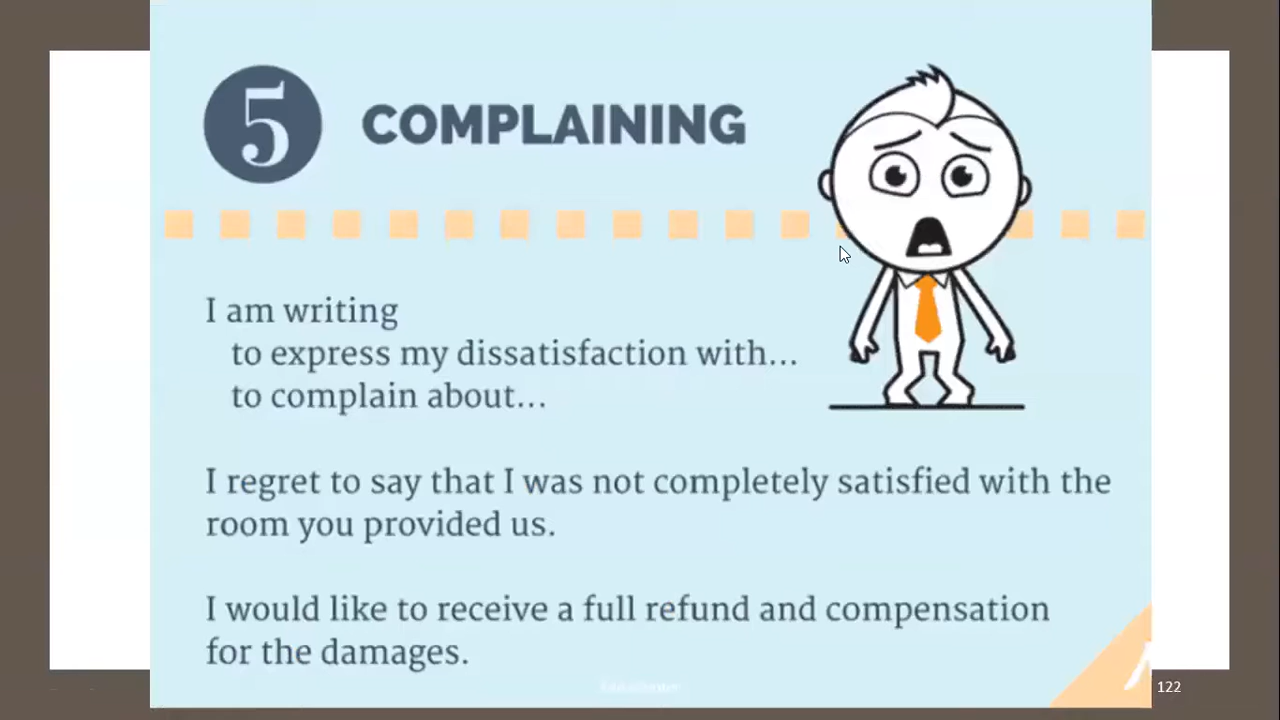 5 COMPLAINING
I am writing
to express my dissatisfaction with...
to complain about...
I regret to say that I was not completely satisfied with the
room you provided us.
I would like to receive a full refund and compensation
for the damages.
122